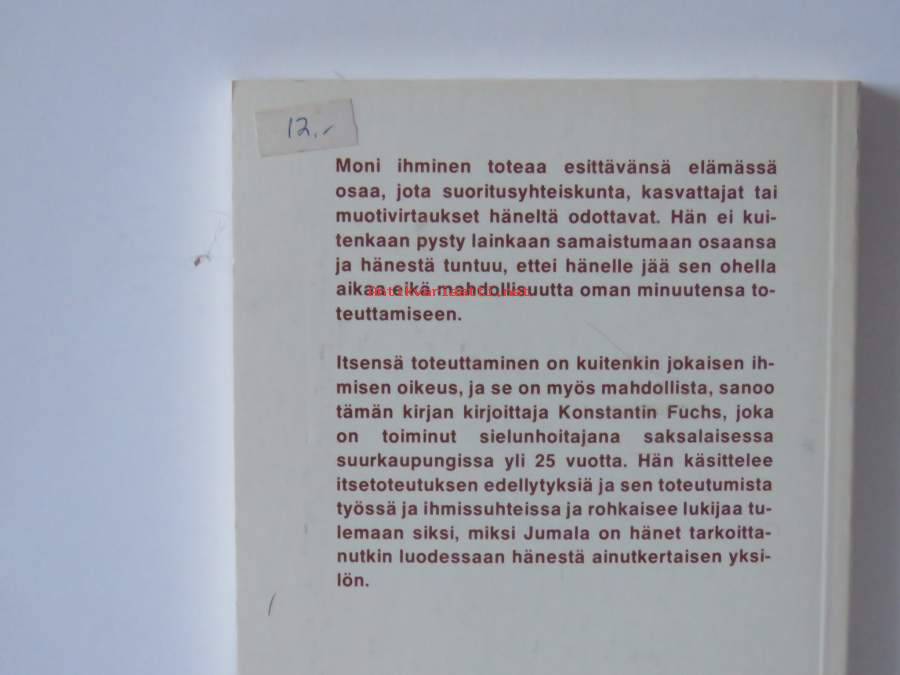 12,-
Moni ihminen toteaa esittävänsä elämässä
osaa, jota suoritusyhteiskunta, kasvattajat tai
muotivirtaukset häneltä odottavat. Hän ei kui-
tenkaan pysty lainkaan samaistumaan osaansa
ja hänestä tuntuu, ettei hänelle jää sen ohella
aikaa eikä mahdollisuutta oman minuutensa to-
teuttamiseen.
Itsensä toteuttaminen on kuitenkin jokaisen ih-
misen oikeus, ja se on myös mahdollista, sanoo
tämän kirjan kirjoittaja Konstantin Fuchs, joka
on toiminut sielunhoitajana saksalaisessa
suurkaupungissa yli 25 vuotta. Hän käsittelee
itsetoteutuksen edellytyksiä ja sen toteutumista
työssä ja ihmissuhteissa ja rohkaisee lukijaa tu-
lemaan siksi, miksi Jumala on hänet tarkoitta-
nutkin luodessaan hänestä ainutkertaisen yksi-
lön.